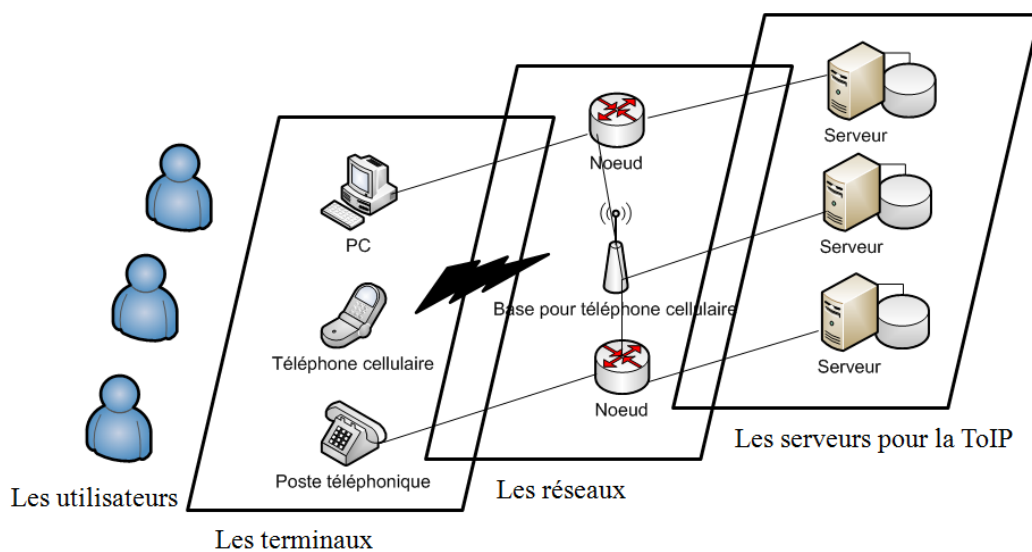 Serveur
Noeud
Serveur
PC
Base pour téléphone cellulaire
Téléphone cellulaire
Serveur
Noeud
Poste téléphonique
Les utilisateurs
Les terminaux
Les réseaux
Les serveurs pour la ToIP